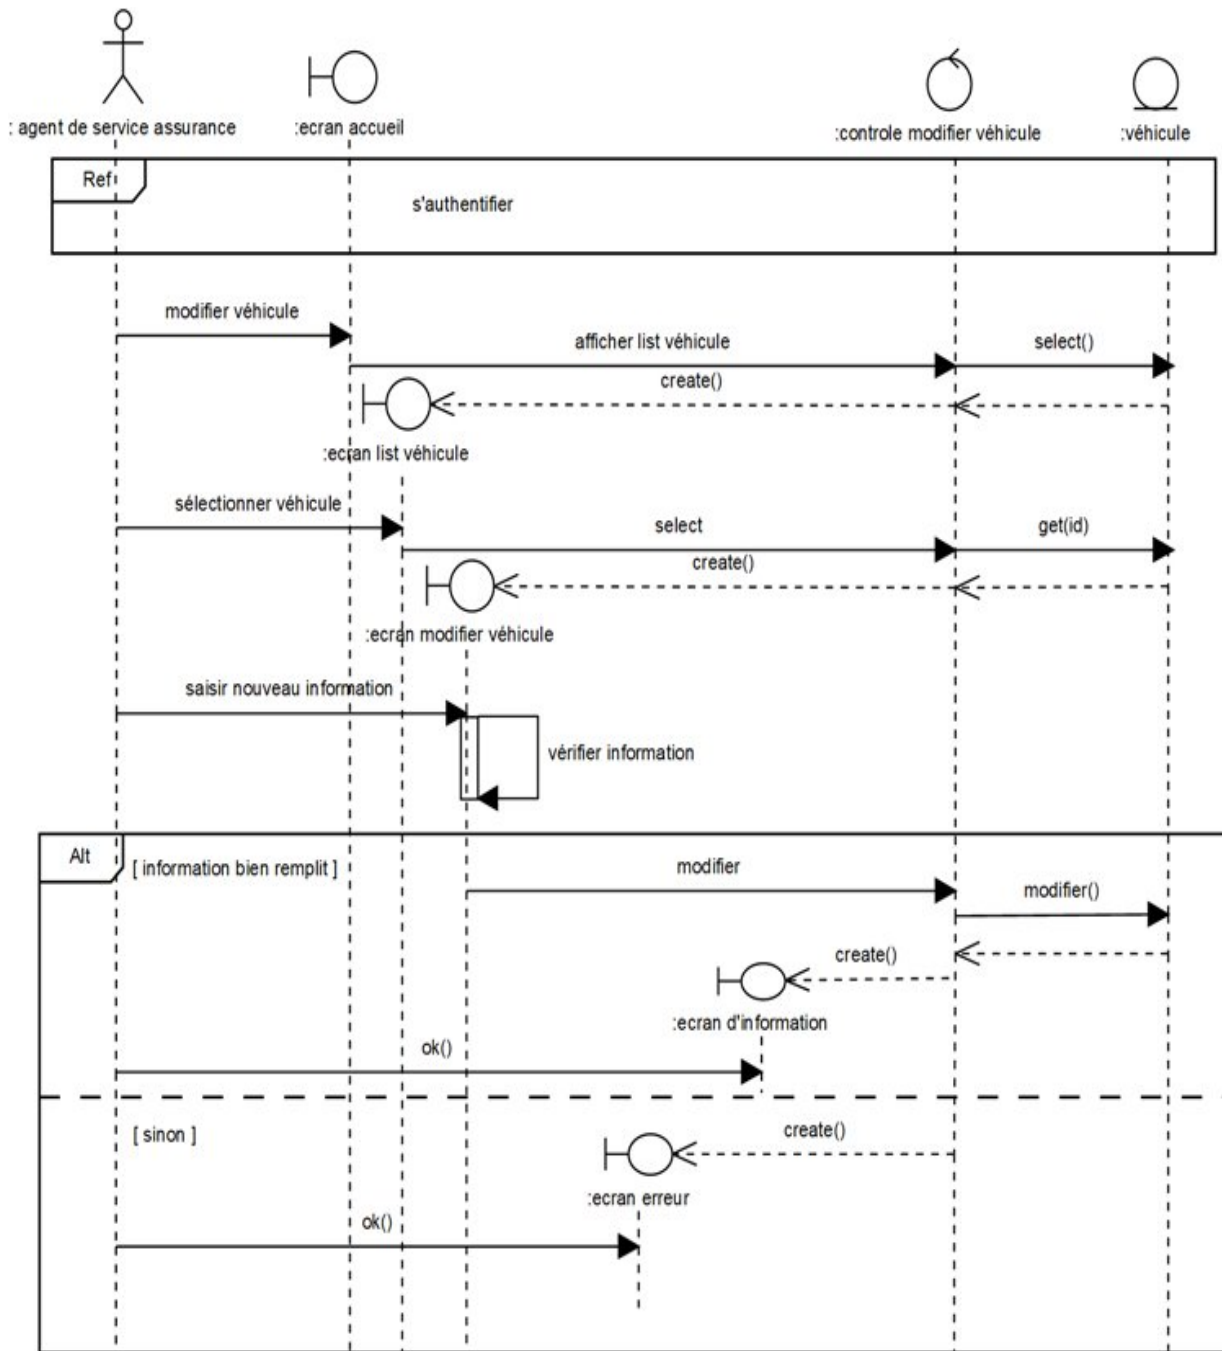 : agent de service assurance
:ecran accueil
:controle modifier véhicule
:véhicule
Ref
s'authentifier
modifier véhicule
afficher list véhicule
select()
create()
:ecran list véhicule
sélectionner véhicule
select
get(id)
create()
:ecran modifier véhicule
saisir nouveau information
vérifier information
Alt
[ information bien remplit ]
modifier
modifier()
create()
:ecran d'information
ok()
[ sinon ]
create()
:ecran erreur
ok()